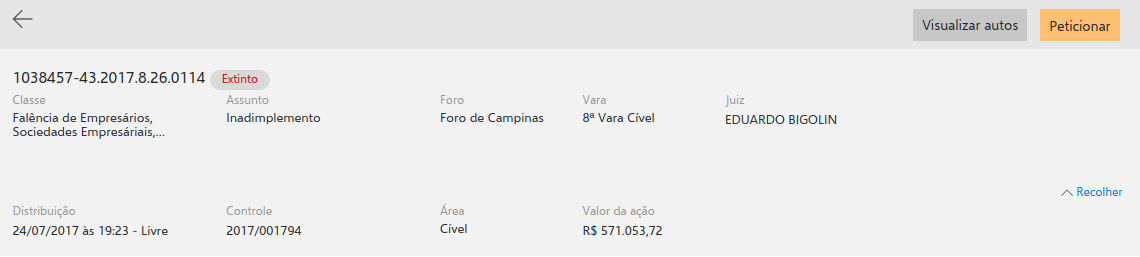 Visualizar autos Peticionar
1038457-43.2017.8.26.0114 Extinto
Classe Assunto Foro Vara Juiz
Falência de Empresários, Inadimplemento Foro de Campinas 8ª Vara Cível EDUARDO BIGOLIN
Sociedades Empresáriais,...
Recolher
Distribuição Controle Área Valor da ação
24/07/2017 às 19:23 - Livre 2017/001794 Cível R$ 571.053,72